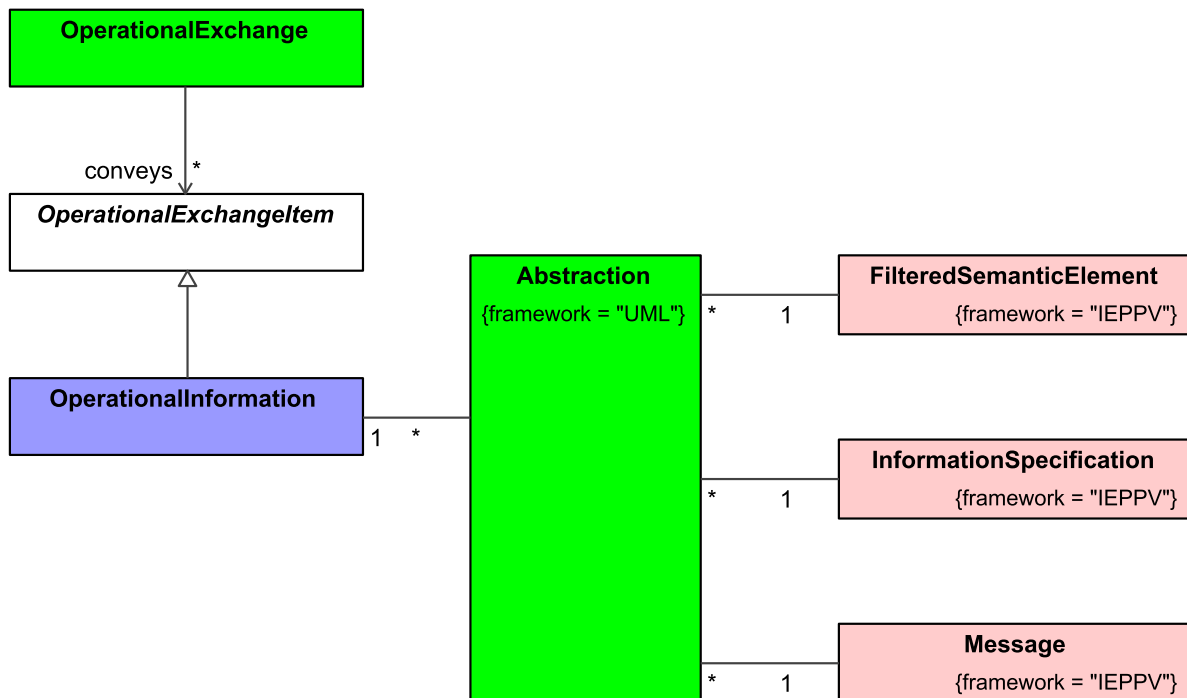 OperationalExchange
conveys *
OperationalExchangeItem
OperationalInformation
1 *
Abstraction
{framework = "UML"}
FilteredSemanticElement
{framework = "IEPPV"}
* 1
InformationSpecification
{framework = "IEPPV"}
* 1
Message
{framework = "IEPPV"}
* 1